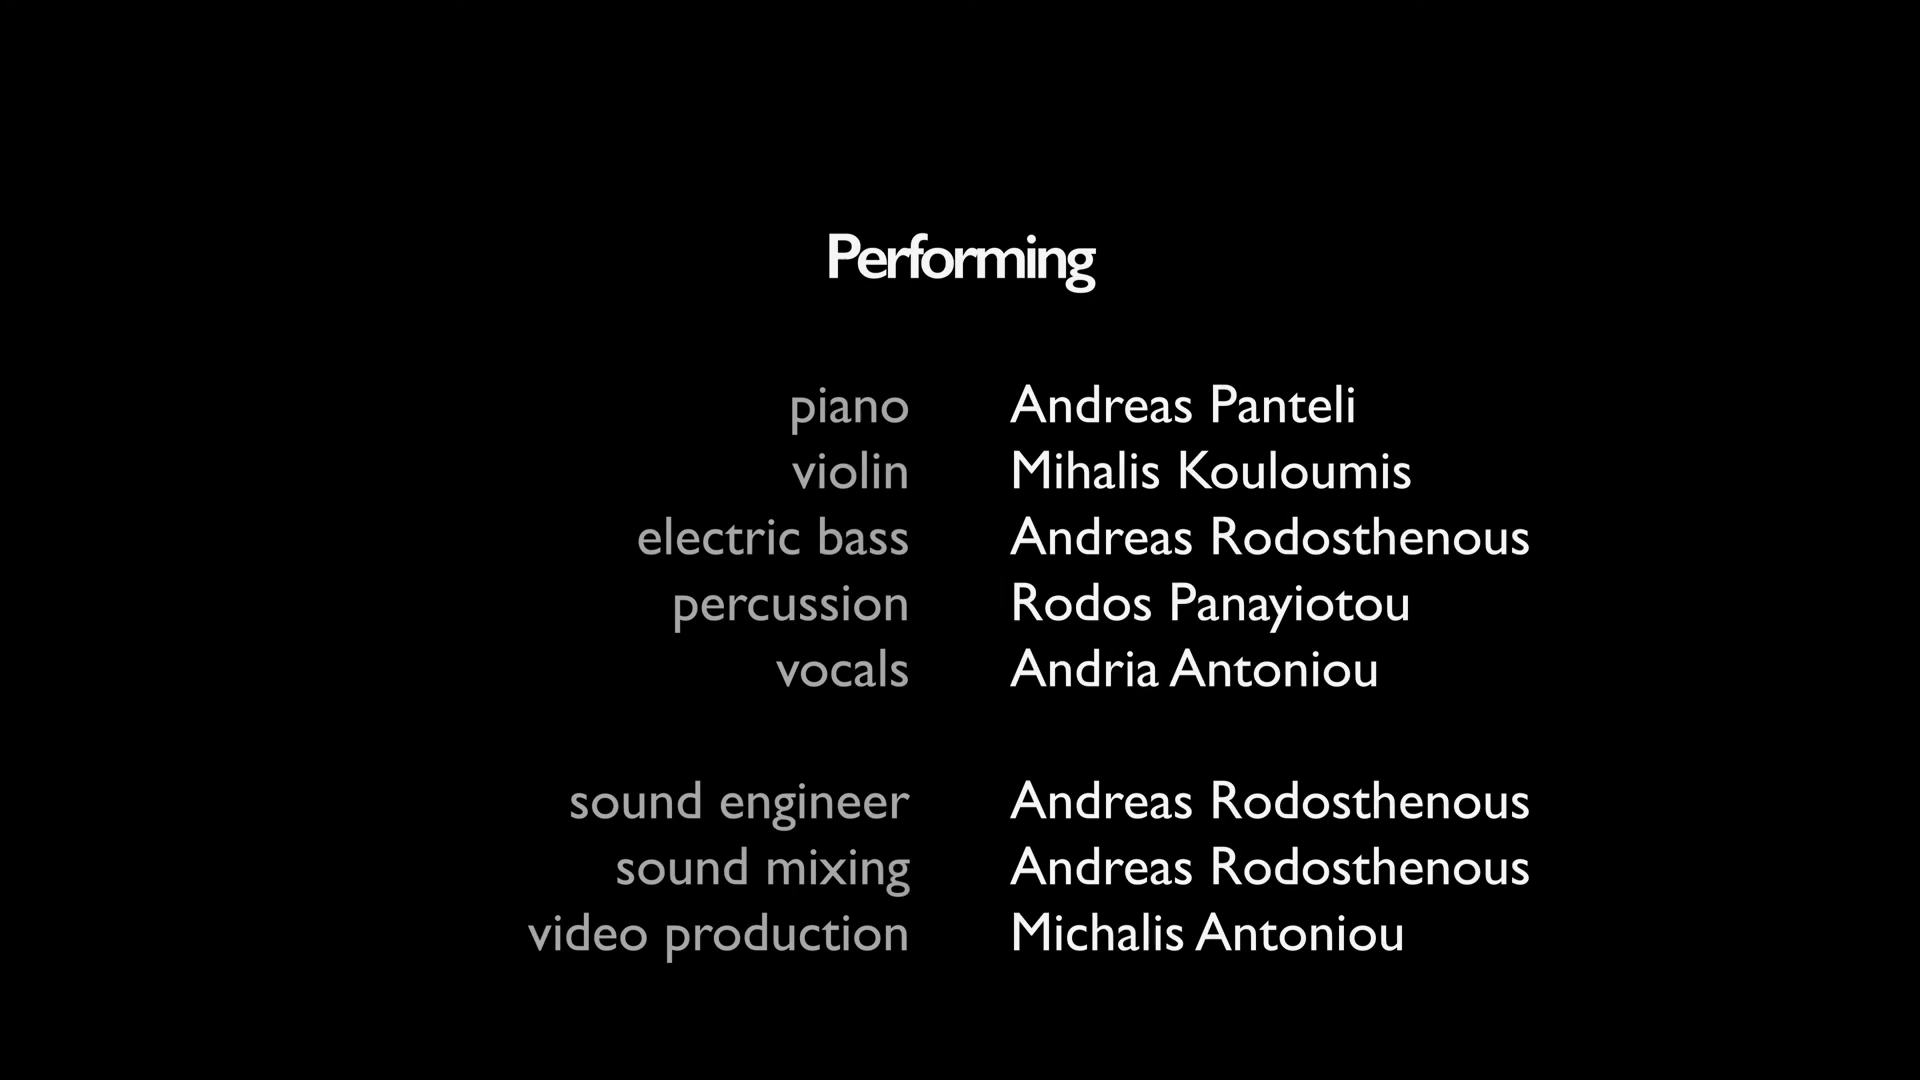 Performing
piano Andreas Panteli
violin Mihalis Kouloumis
electric bass Andreas Rodosthenous
percussion Rodos Panayiotou
vocals Andria Antoniou
sound engineer Andreas Rodosthenous
sound mixing Andreas Rodosthenous
video production Michalis Antoniou